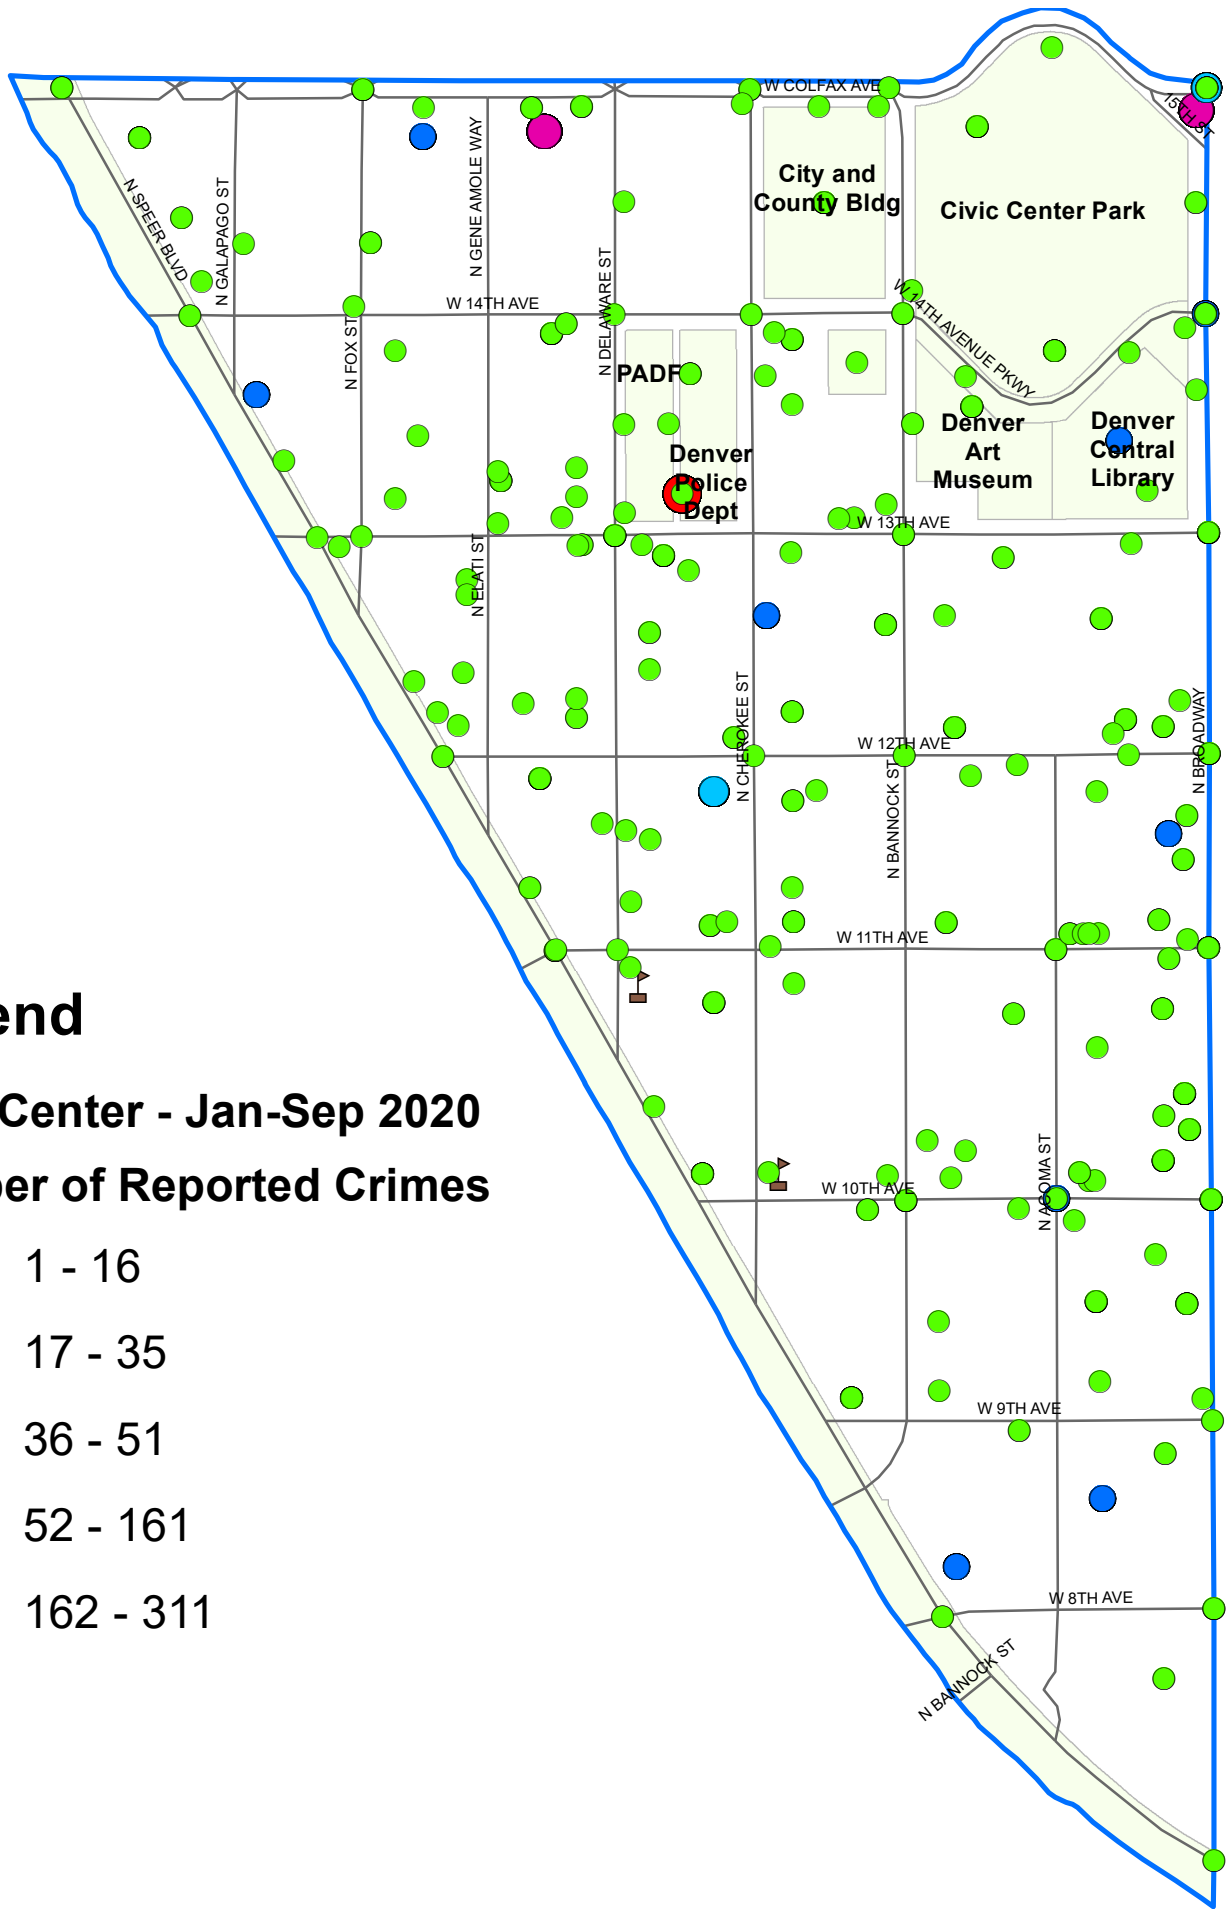 W COLFAX AVE
15TH ST
City and
County Bldg
Civic Center Park
N SPEER BLVD
N GALAPAGO ST
N GENE AMOLE WAY
N DELAWARE ST
W 14TH AVE
W 14TH AVENUE PKWY
N FOX ST
PADF
Denver
Police
Dept
Denver
Art
Museum
Denver
Central
Library
W 13TH AVE
N ELATI ST
N CHEROKEE ST
W 12TH AVE
N BANNOCK ST
N BROADWAY
W 11TH AVE
end
Center - Jan-Sep 2020
per of Reported Crimes
1 - 16
17 - 35
36 - 51
52 - 161
162 - 311
N ACOMA ST
W 10TH AVE
W 9TH AVE
W 8TH AVE
N BANNOCK ST